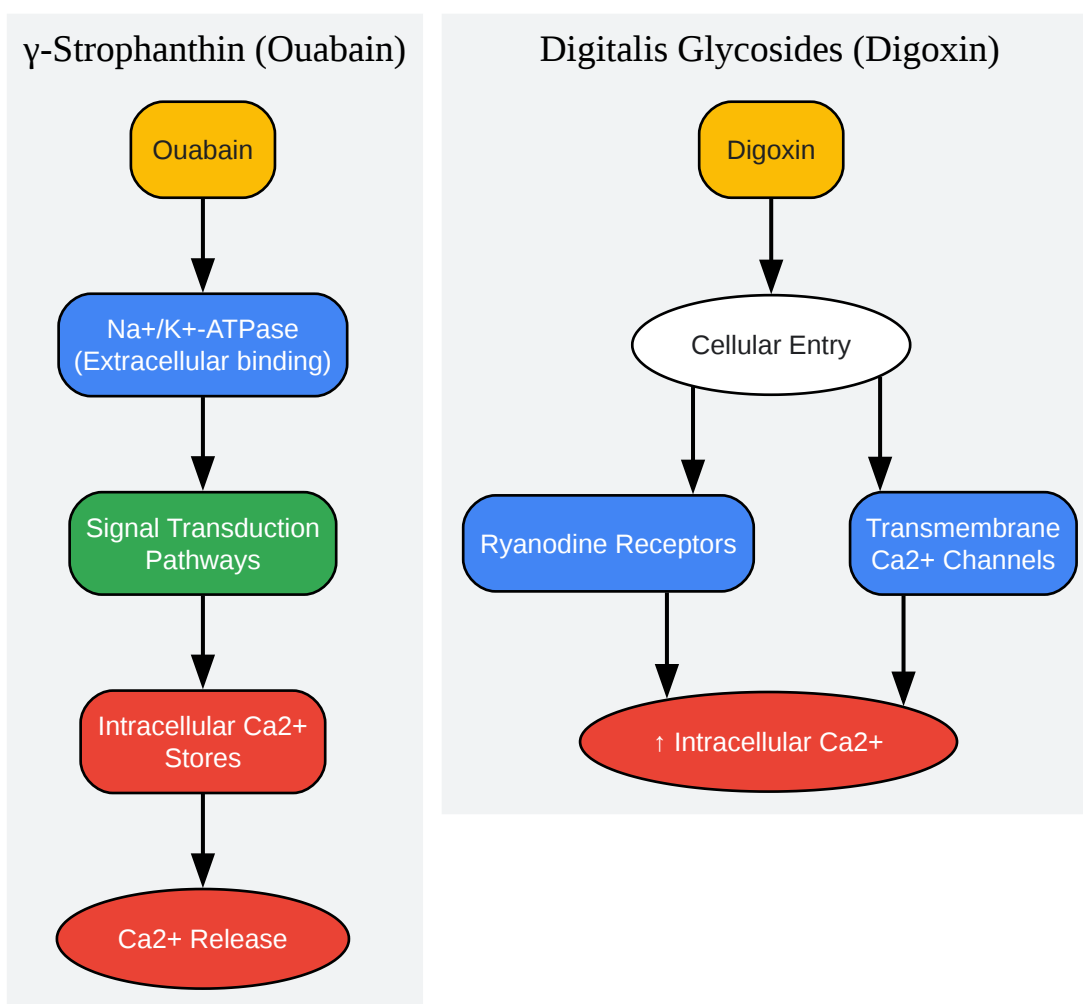 γ-Strophanthin (Ouabain)
Ouabain
Na+/K+-ATPase
(Extracellular binding)
Signal Transduction
Pathways
Intracellular Ca2+
Stores
Ca2+ Release
Digitalis Glycosides (Digoxin)
Digoxin
Cellular Entry
Ryanodine Receptors
Transmembrane
Ca2+ Channels
↑ Intracellular Ca2+